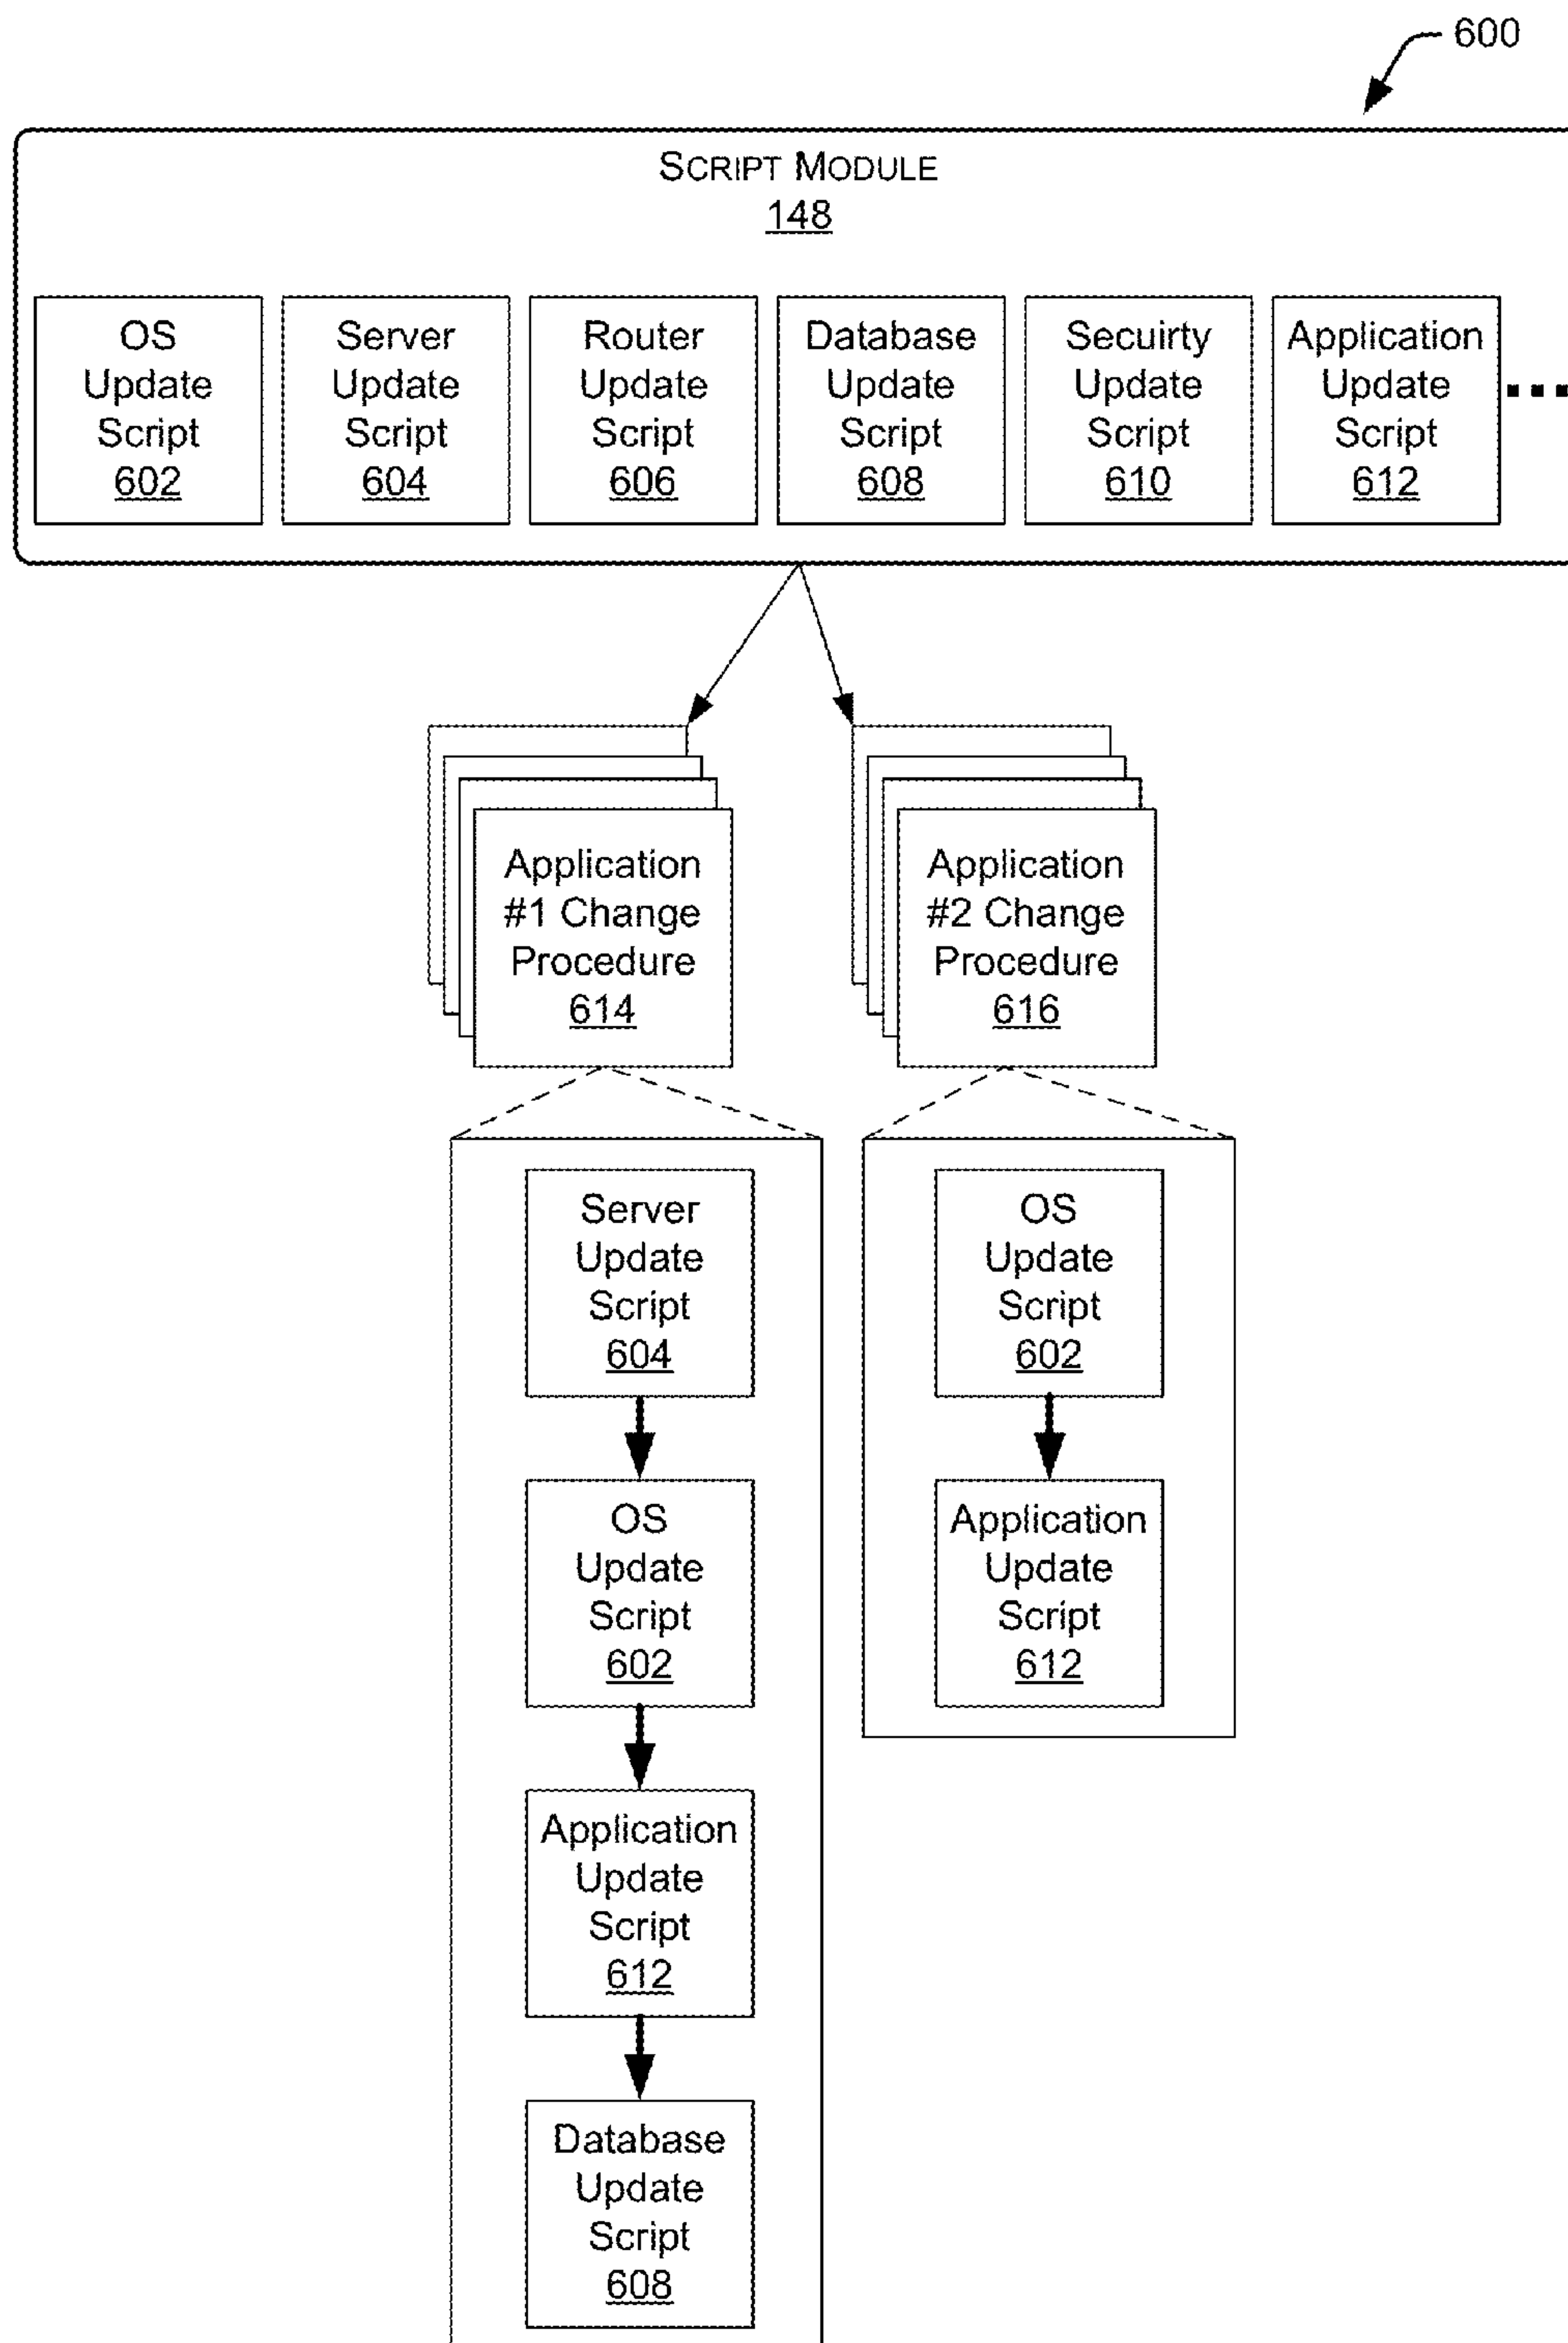 600
SCRIPT MODULE
148
OS
Update
Script
602
Server
Update
Script
604
Router
Update
Script
606
Database
Update
Script
608
Secuirty
Update
Script
610
Application
Update
Script
612
Application
#1 Change
Procedure
614
Application
#2 Change
Procedure
616
Server
Update
Script
604
OS
Update
Script
602
Application
Update
Script
612
Database
Update
Script
608
OS
Update
Script
602
Application
Update
Script
612